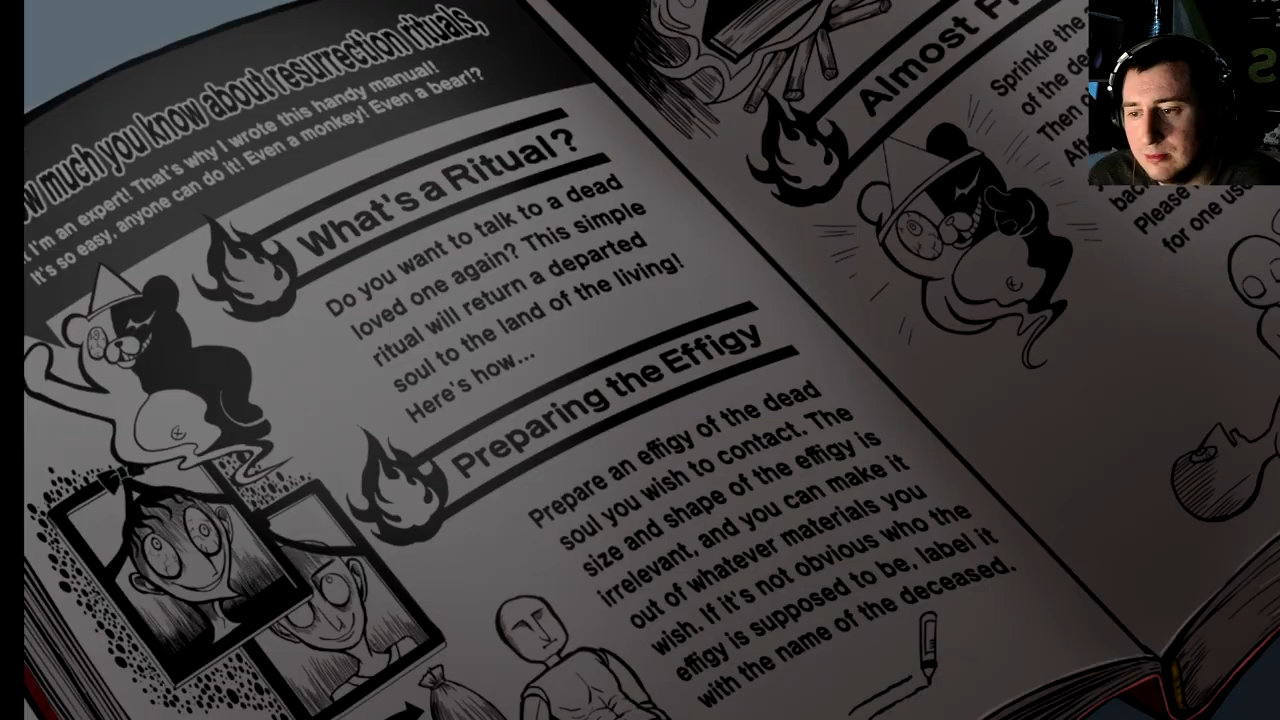 w much you know about resurrection rituals,
I'm an expert! That's why I wrote this handy manual!
It's so easy, anyone can do it! Even a monkey! Even a bear!?
What's a Ritual?
Do you want to talk to a dead
loved one again? This simple
ritual will return a departed
soul to the land of the living!
Here's how...
Preparing the Effigy
Prepare an effigy of the dead
soul you wish to contact. The
size and shape of the effigy is
irrelevant, and you can make it
out of whatever materials you
wish. If it's not obvious who the
effigy is supposed to be, label it
with the name of the deceased.
Almost
Sprinkle the
of the
Then
Please
for one